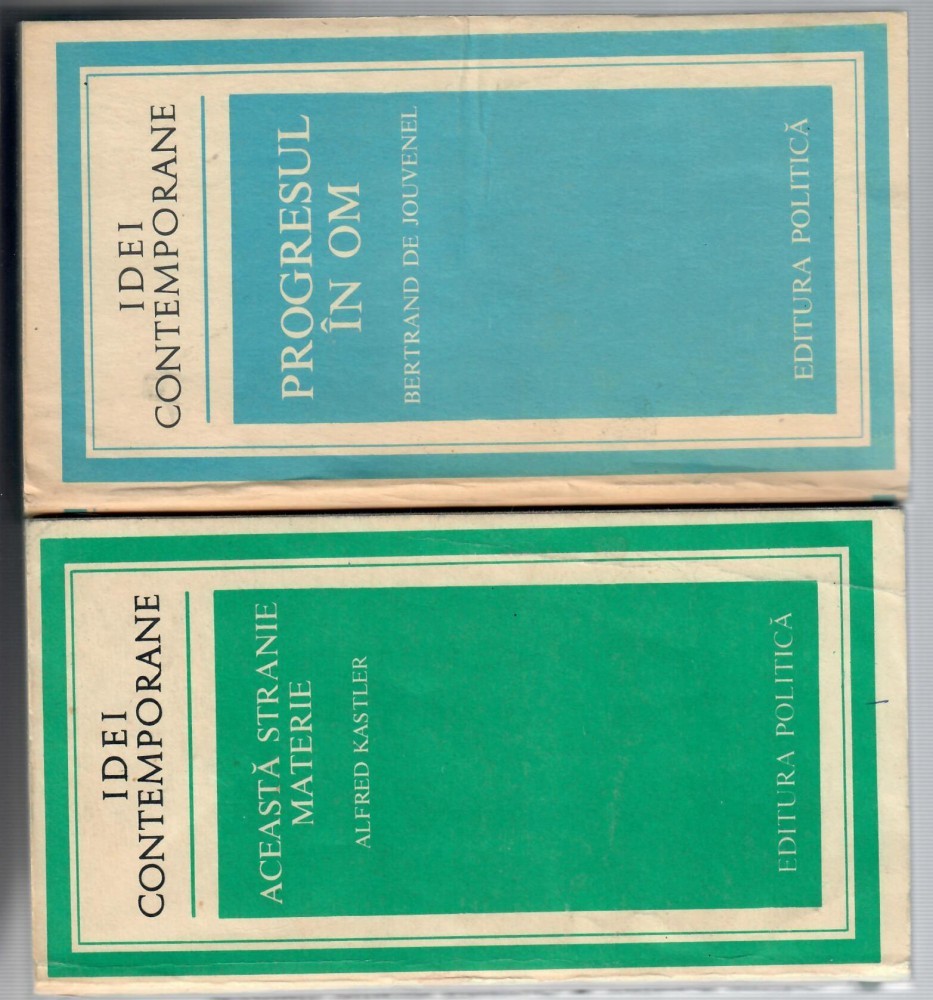 IDEI
CONTEMPORANE
PROGRESUL
ÎN OM
BERTRAND DE JOUVENEL
EDITURA POLITICĂ
IDEI
CONTEMPORANE
ACEASTĂ STRANIE
MATERIE
ALFRED KASTLER
EDITURA POLITICĂ